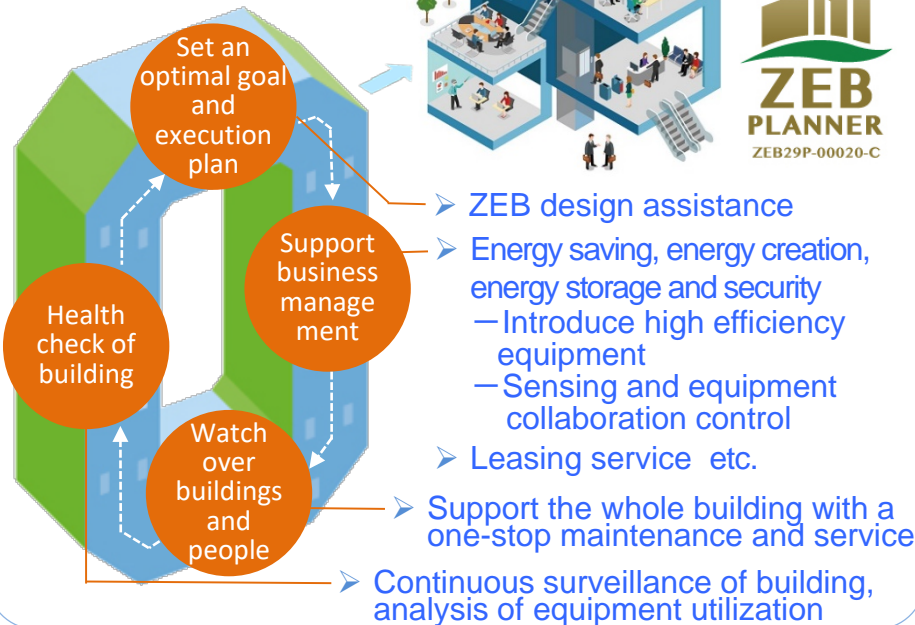 Set an
optimal goal
and
execution
plan
ZEB
PLANNER
ZEB29P-00020-C
➢ ZEB design assistance
Support
business
manage
ment
➢ Energy saving, energy creation,
energy storage and security
－Introduce high efficiency
equipment
－Sensing and equipment
collaboration control
➢ Leasing service etc.
Health
check of
building
Watch
over
buildings
and
people
➢ Support the whole building with a
one-stop maintenance and service
➢ Continuous surveillance of building,
analysis of equipment utilization